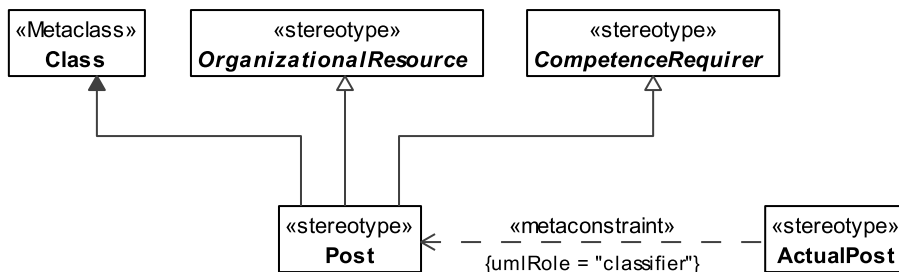 «Metaclass»
Class
«stereotype»
OrganizationalResource
«stereotype»
CompetenceRequirer
«stereotype»
Post
«metaconstraint»
{umlRole = "classifier"}
«stereotype»
ActualPost